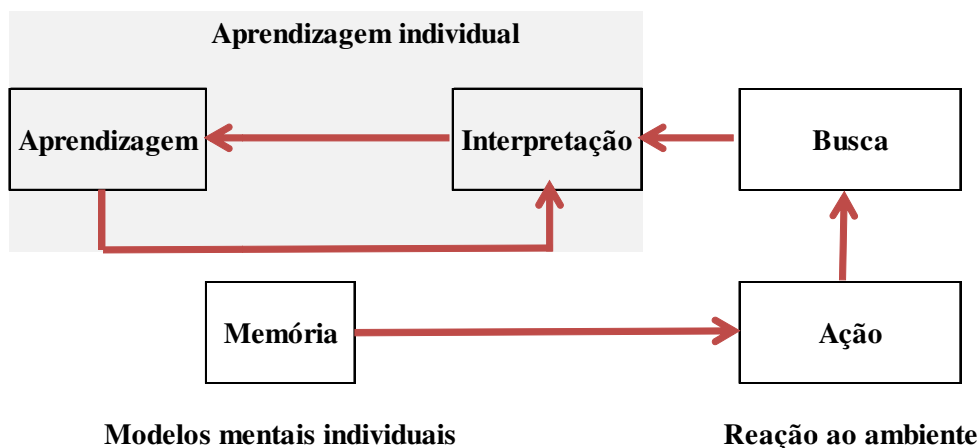 Aprendizagem individual
Aprendizagem
Interpretação
Busca
Memória
Ação
Modelos mentais individuais
Reação ao ambiente